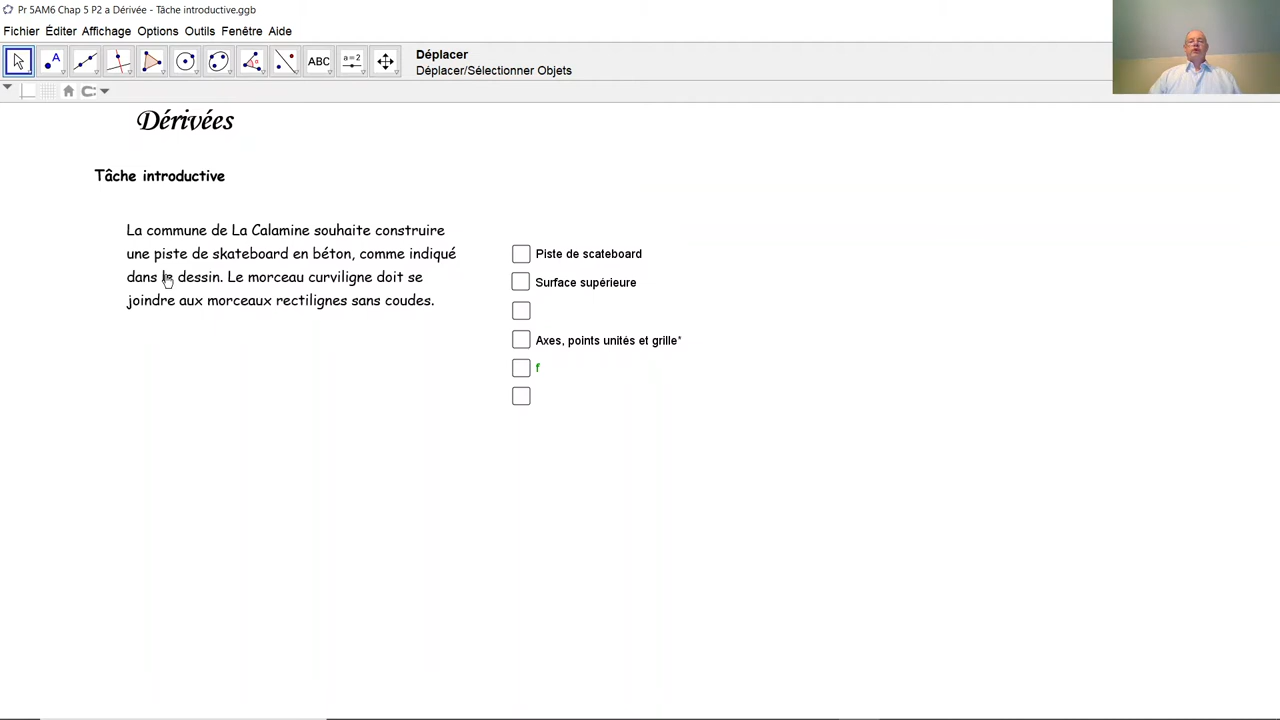 Pr 5AM6 Chap 5 P2 a Dérivée - Tâche introductive.ggb
Fichier Éditer Affichage Options Outils Fenêtre Aide
A
ABC
a=2
Déplacer
Déplacer/Sélectionner Objets
Dérivées
Tâche introductive
La commune de La Calamine souhaite construire
une piste de skateboard en béton, comme indiqué
dans le dessin. Le morceau curviligne doit se
joindre aux morceaux rectilignes sans coudes.
Piste de scateboard
Surface supérieure
Axes, points unités et grille*
f